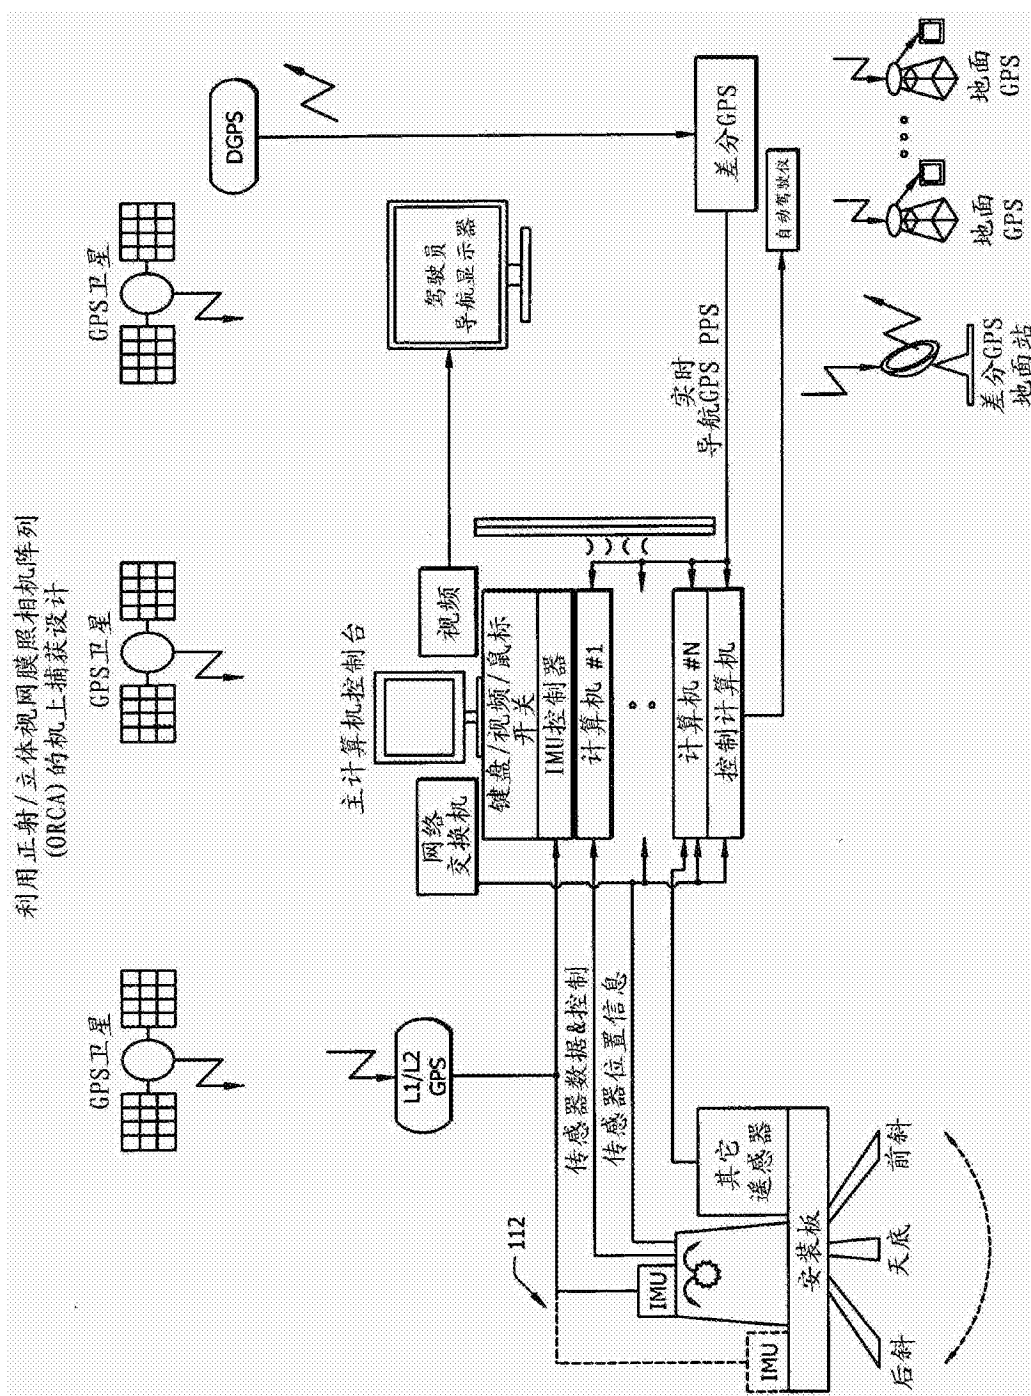 利用正射/立体视网膜照相机阵列
(ORCA)的机上捕获设计
GPS卫星
GPS卫星
GPS卫星
L1/L2
GPS
主计算机控制台
网络
交换机
视频
驾驶员
导航显示器
DGPS
键盘/视频/鼠标
开关
IMU控制器
计算机 #1
计算机 #N
控制计算机
传感器数据&控制
传感器位置信息
实时
导航GPS PPS
差分GPS
自动驾驶仪
112
IMU
IMU
其它
遥感器
安装板
后斜
天底
前斜
差分GPS
地面站
地面
GPS
地面
GPS